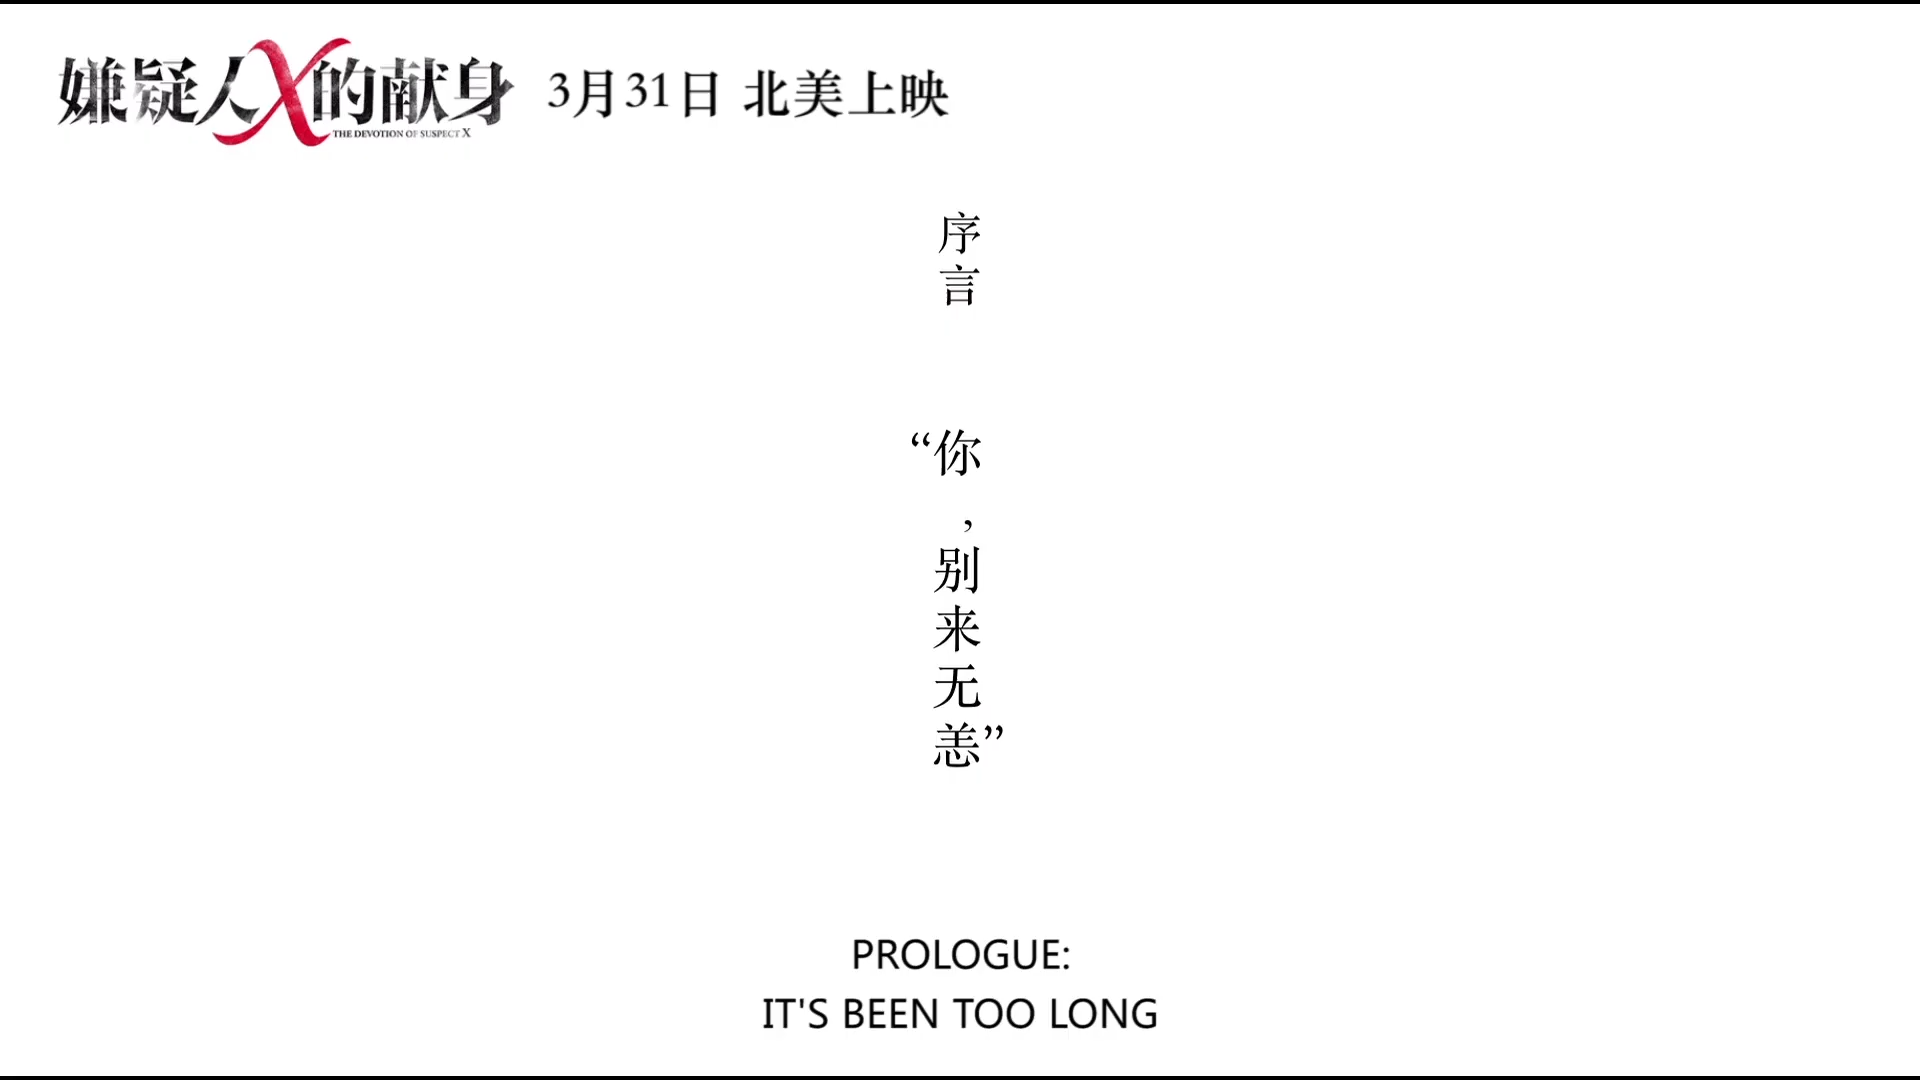 嫌疑人X的献身 3月31日 北美上映
THE DEVOTION OF SUSPECT X
序言
“你，别来无恙”
PROLOGUE:
IT'S BEEN TOO LONG